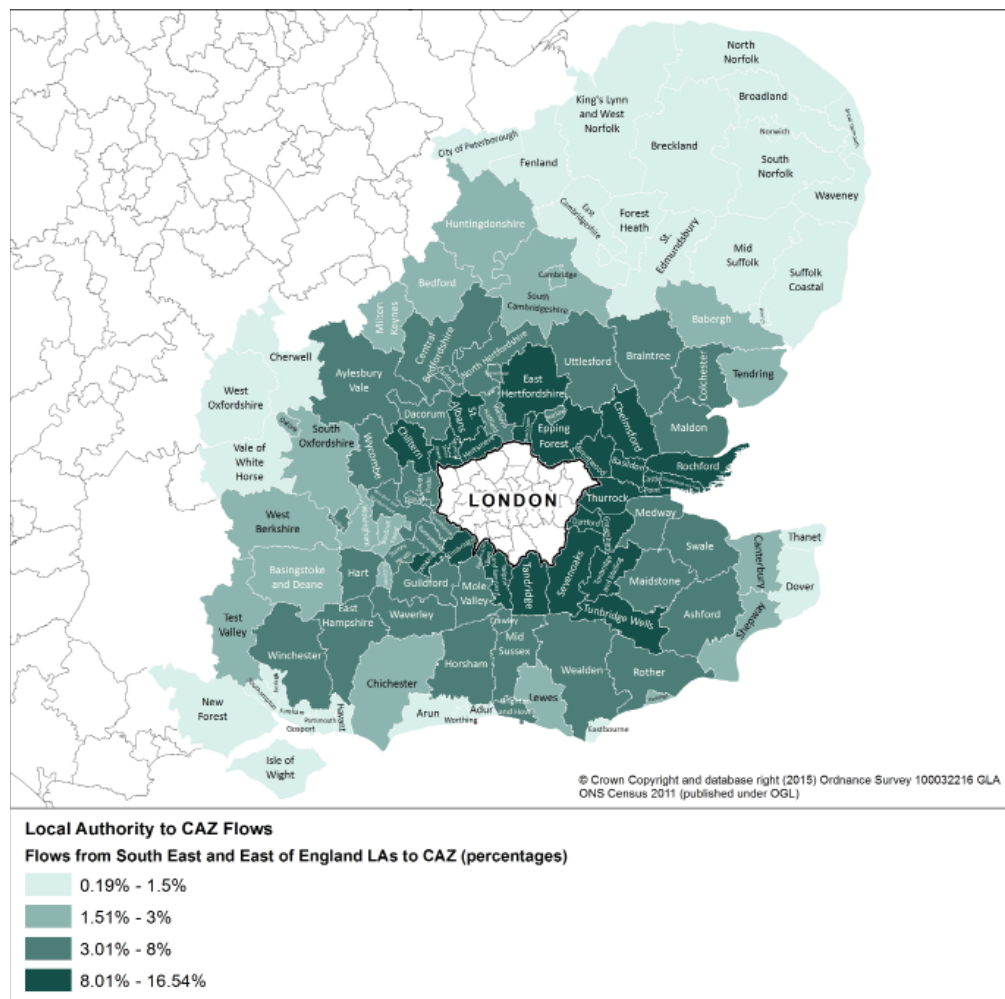 North
Norfolk
King's Lynn
and West
Norfolk
Broadland
Norwich
Breckland
South
Norfolk
Waveney
City of Peterborough
Fenland
East
Cambridgeshire
Forest
Heath
St.
Edmundsbury
Mid
Suffolk
Suffolk
Coastal
Huntingdonshire
Cambridge
South
Cambridgeshire
Bedford
Milton
Keynes
Babergh
Central
Bedfordshire
North Hertfordshire
Uttlesford
Braintree
Colchester
Tendring
Cherwell
Aylesbury
Vale
West
Oxfordshire
East
Hertfordshire
Dacorum
St.
Albans
Chelmsford
Maldon
South
Oxfordshire
Wycombe
Chiltern
Epping
Forest
Vale of
White
Horse
Basildon
Rochford
LONDON
Thurrock
West
Berkshire
Dartford
Medway
Swale
Thanet
Canterbury
Dover
Basingstoke
and Deane
Hart
Guildford
Mole
Valley
Tandridge
Sevenoaks
Maidstone
Ashford
Shepway
Test
Valley
East
Hampshire
Waverley
Tunbridge Wells
Winchester
Crawley
Mid
Sussex
Horsham
Wealden
Rother
Chichester
Lewes
New
Forest
Gosport
Portsmouth
Havant
Arun
Worthing
Adur
Eastbourne
Isle of
Wight
© Crown Copyright and database right (2015) Ordnance Survey 100032216 GLA
ONS Census 2011 (published under OGL)
Local Authority to CAZ Flows
Flows from South East and East of England LAs to CAZ (percentages)
0.19% - 1.5%
1.51% - 3%
3.01% - 8%
8.01% - 16.54%